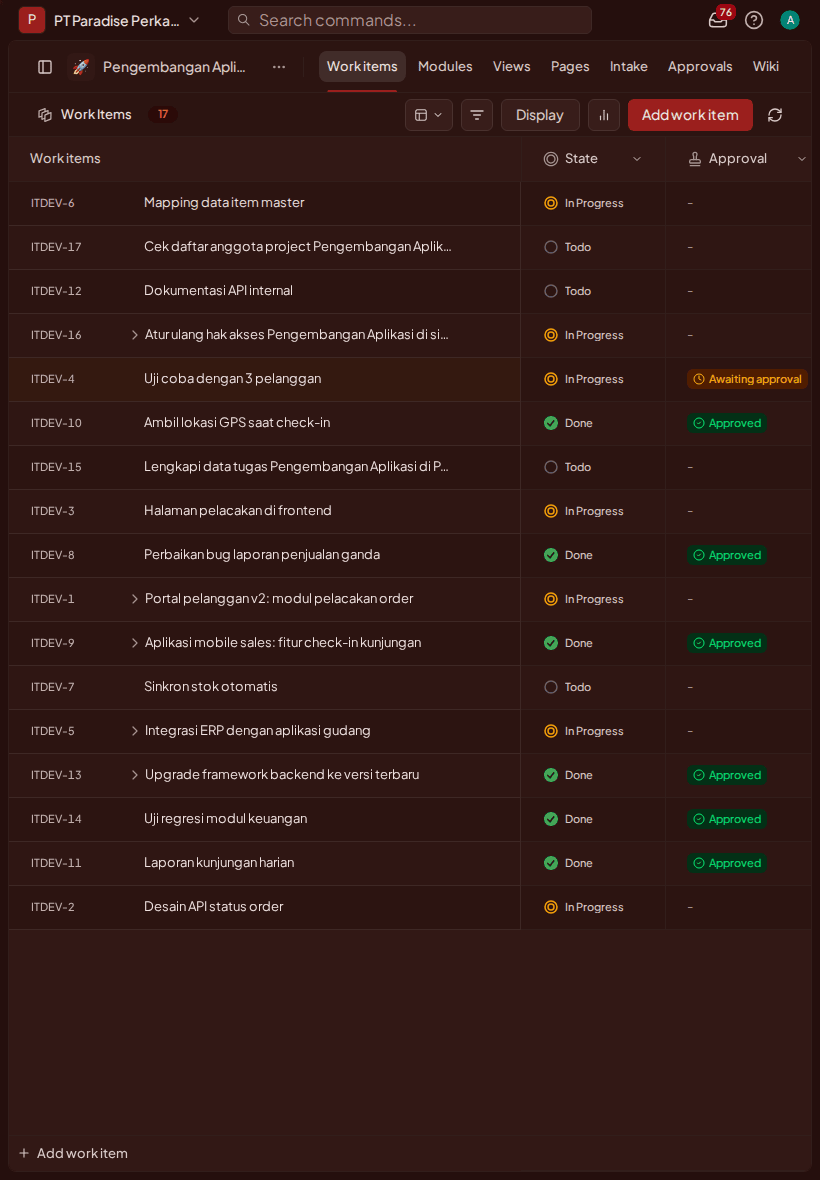 P PT Paradise Perka... Search commands... 76 A
Pengembangan Apli... Work items Modules Views Pages Intake Approvals Wiki
Work Items 17 Display Add work item
Work items State Approval
ITDEV-6 Mapping data item master In Progress -
ITDEV-17 Cek daftar anggota project Pengembangan Aplik... Todo -
ITDEV-12 Dokumentasi API internal Todo -
ITDEV-16 Atur ulang hak akses Pengembangan Aplikasi di si... In Progress -
ITDEV-4 Uji coba dengan 3 pelanggan In Progress Awaiting approval
ITDEV-10 Ambil lokasi GPS saat check-in Done Approved
ITDEV-15 Lengkapi data tugas Pengembangan Aplikasi di P... Todo -
ITDEV-3 Halaman pelacakan di frontend In Progress -
ITDEV-8 Perbaikan bug laporan penjualan ganda Done Approved
ITDEV-1 Portal pelanggan v2: modul pelacakan order In Progress -
ITDEV-9 Aplikasi mobile sales: fitur check-in kunjungan Done Approved
ITDEV-7 Sinkron stok otomatis Todo -
ITDEV-5 Integrasi ERP dengan aplikasi gudang In Progress -
ITDEV-13 Upgrade framework backend ke versi terbaru Done Approved
ITDEV-14 Uji regresi modul keuangan Done Approved
ITDEV-11 Laporan kunjungan harian Done Approved
ITDEV-2 Desain API status order In Progress -
+ Add work item